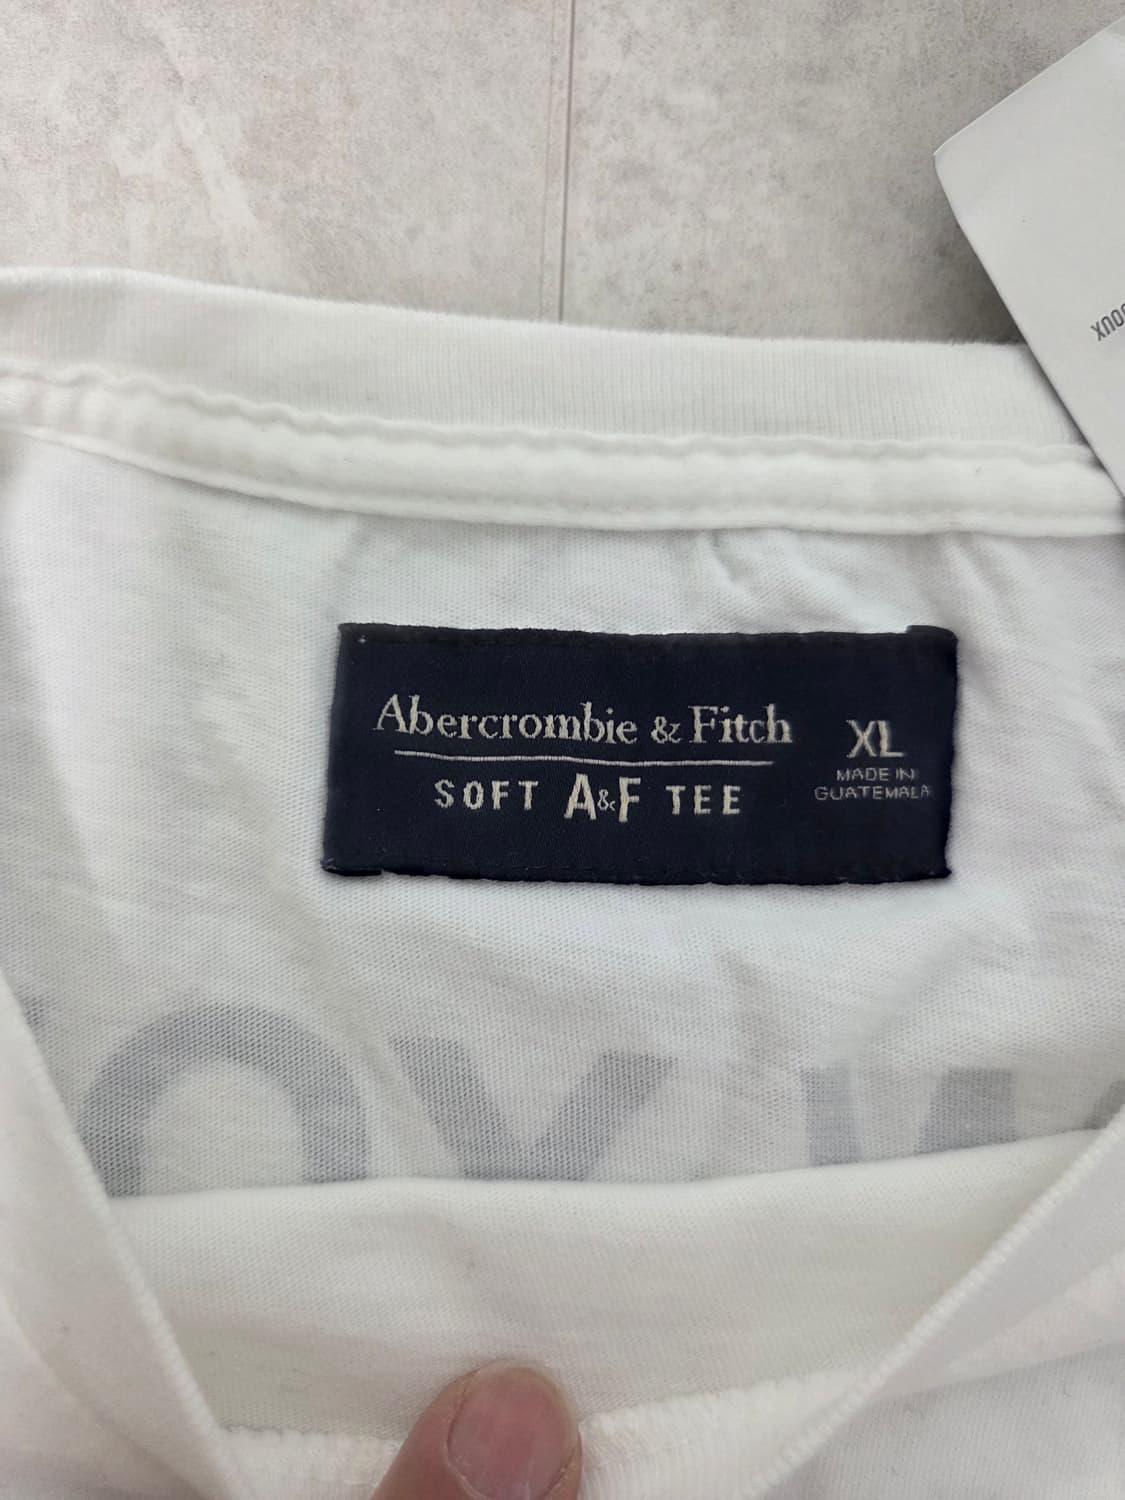 Abercrombie & Fitch
SOFT A&F TEE
XL
MADE IN
GUATEMALA